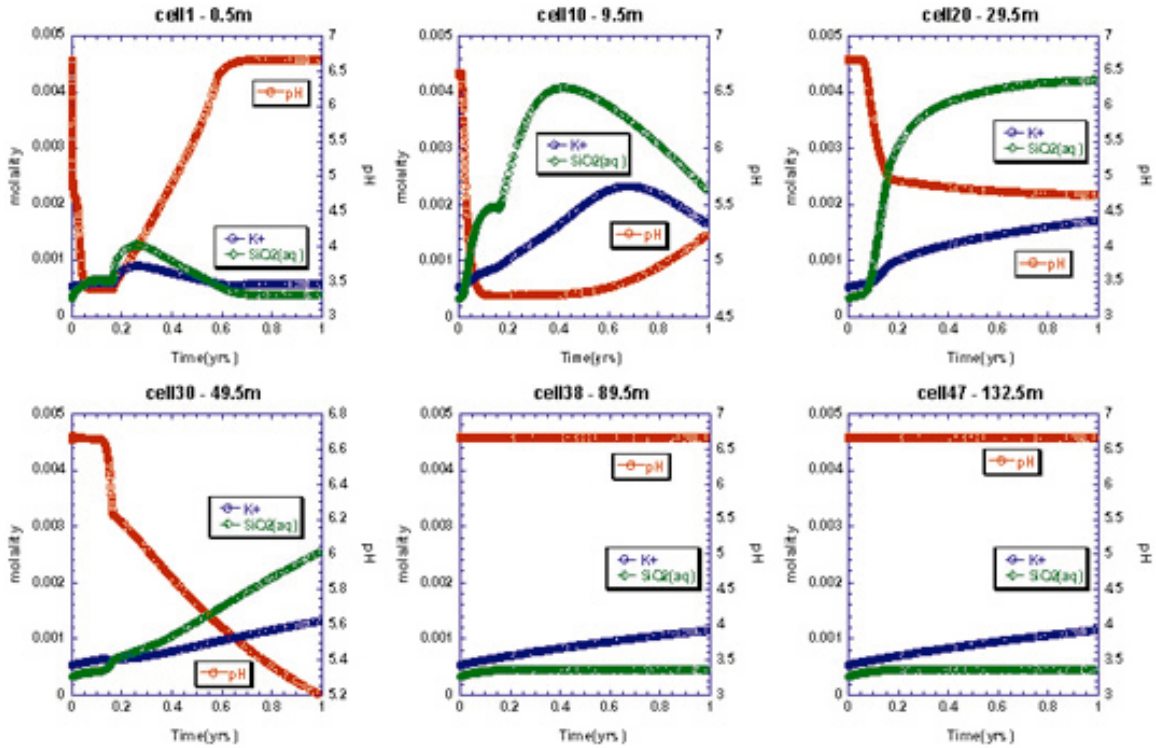 cell1 - 0.5m
0.005
0.004
0.003
0.002
0.001
0
molality
7
6.5
6
5.5
5
4.5
4
3.5
3
pH
pH
K+
SiO2(aq)
0 0.2 0.4 0.6 0.8 1
Time(yrs.)
cell10 - 9.5m
0.005
0.004
0.003
0.002
0.001
0
molality
7
6.5
6
5.5
5
4.5
pH
K+
SiO2(aq)
pH
0 0.2 0.4 0.6 0.8 1
Time(yrs.)
cell20 - 29.5m
0.005
0.004
0.003
0.002
0.001
0
molality
7
6.5
6
5.5
5
4.5
4
3.5
3
pH
K+
SiO2(aq)
pH
0 0.2 0.4 0.6 0.8 1
Time(yrs.)
cell30 - 49.5m
0.005
0.004
0.003
0.002
0.001
0
molality
6.8
6.6
6.4
6.2
6
5.8
5.6
5.4
5.2
pH
K+
SiO2(aq)
pH
0 0.2 0.4 0.6 0.8 1
Time(yrs.)
cell38 - 89.5m
0.005
0.004
0.003
0.002
0.001
0
molality
7
6.5
6
5.5
5
4.5
4
3.5
3
pH
pH
K+
SiO2(aq)
0 0.2 0.4 0.6 0.8 1
Time(yrs.)
cell47 - 132.5m
0.005
0.004
0.003
0.002
0.001
0
molality
7
6.5
6
5.5
5
4.5
4
3.5
3
pH
pH
K+
SiO2(aq)
0 0.2 0.4 0.6 0.8 1
Time(yrs.)